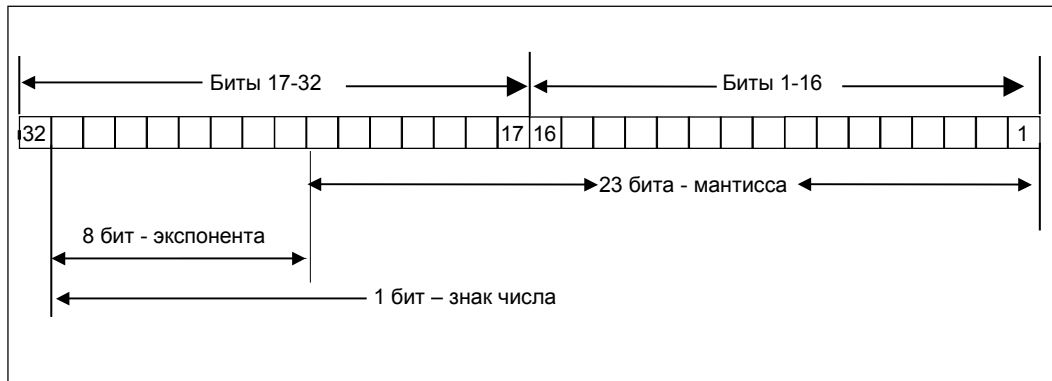 Биты 17-32 Биты 1-16
32 17 16 1
23 бита - мантисса
8 бит - экспонента
1 бит – знак числа